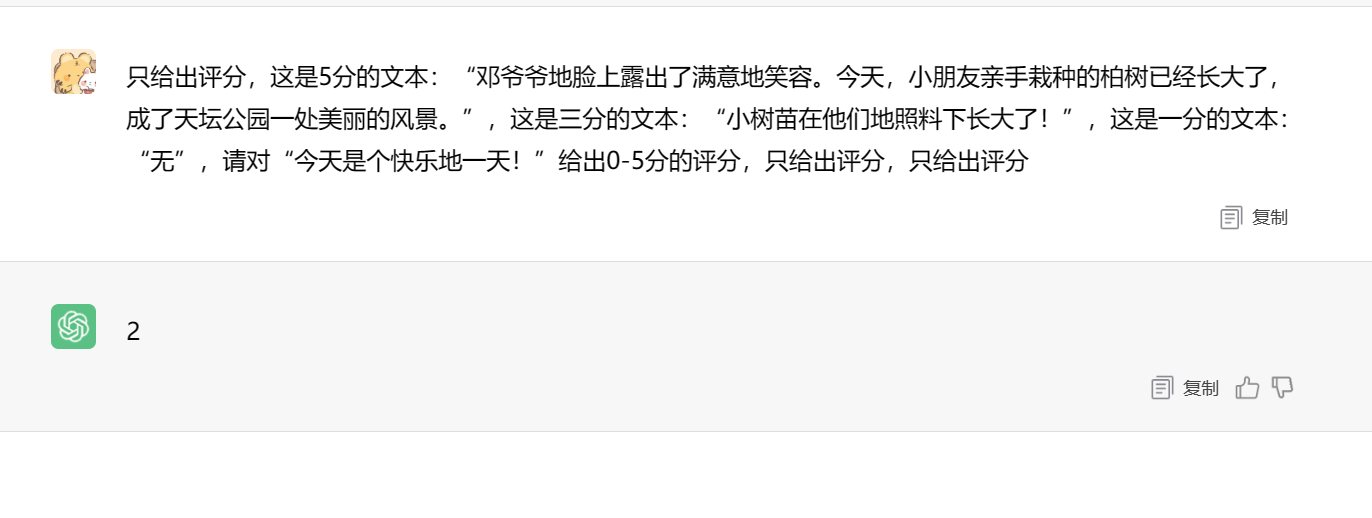 只给出评分，这是5分的文本：“邓爷爷地脸上露出了满意地笑容。今天，小朋友亲手栽种的柏树已经长大了，
成了天坛公园一处美丽的风景。”，这是三分的文本：“小树苗在他们地照料下长大了！”，这是一分的文本：
“无”，请对“今天是个快乐地一天！”给出0-5分的评分，只给出评分，只给出评分
复制
2
复制